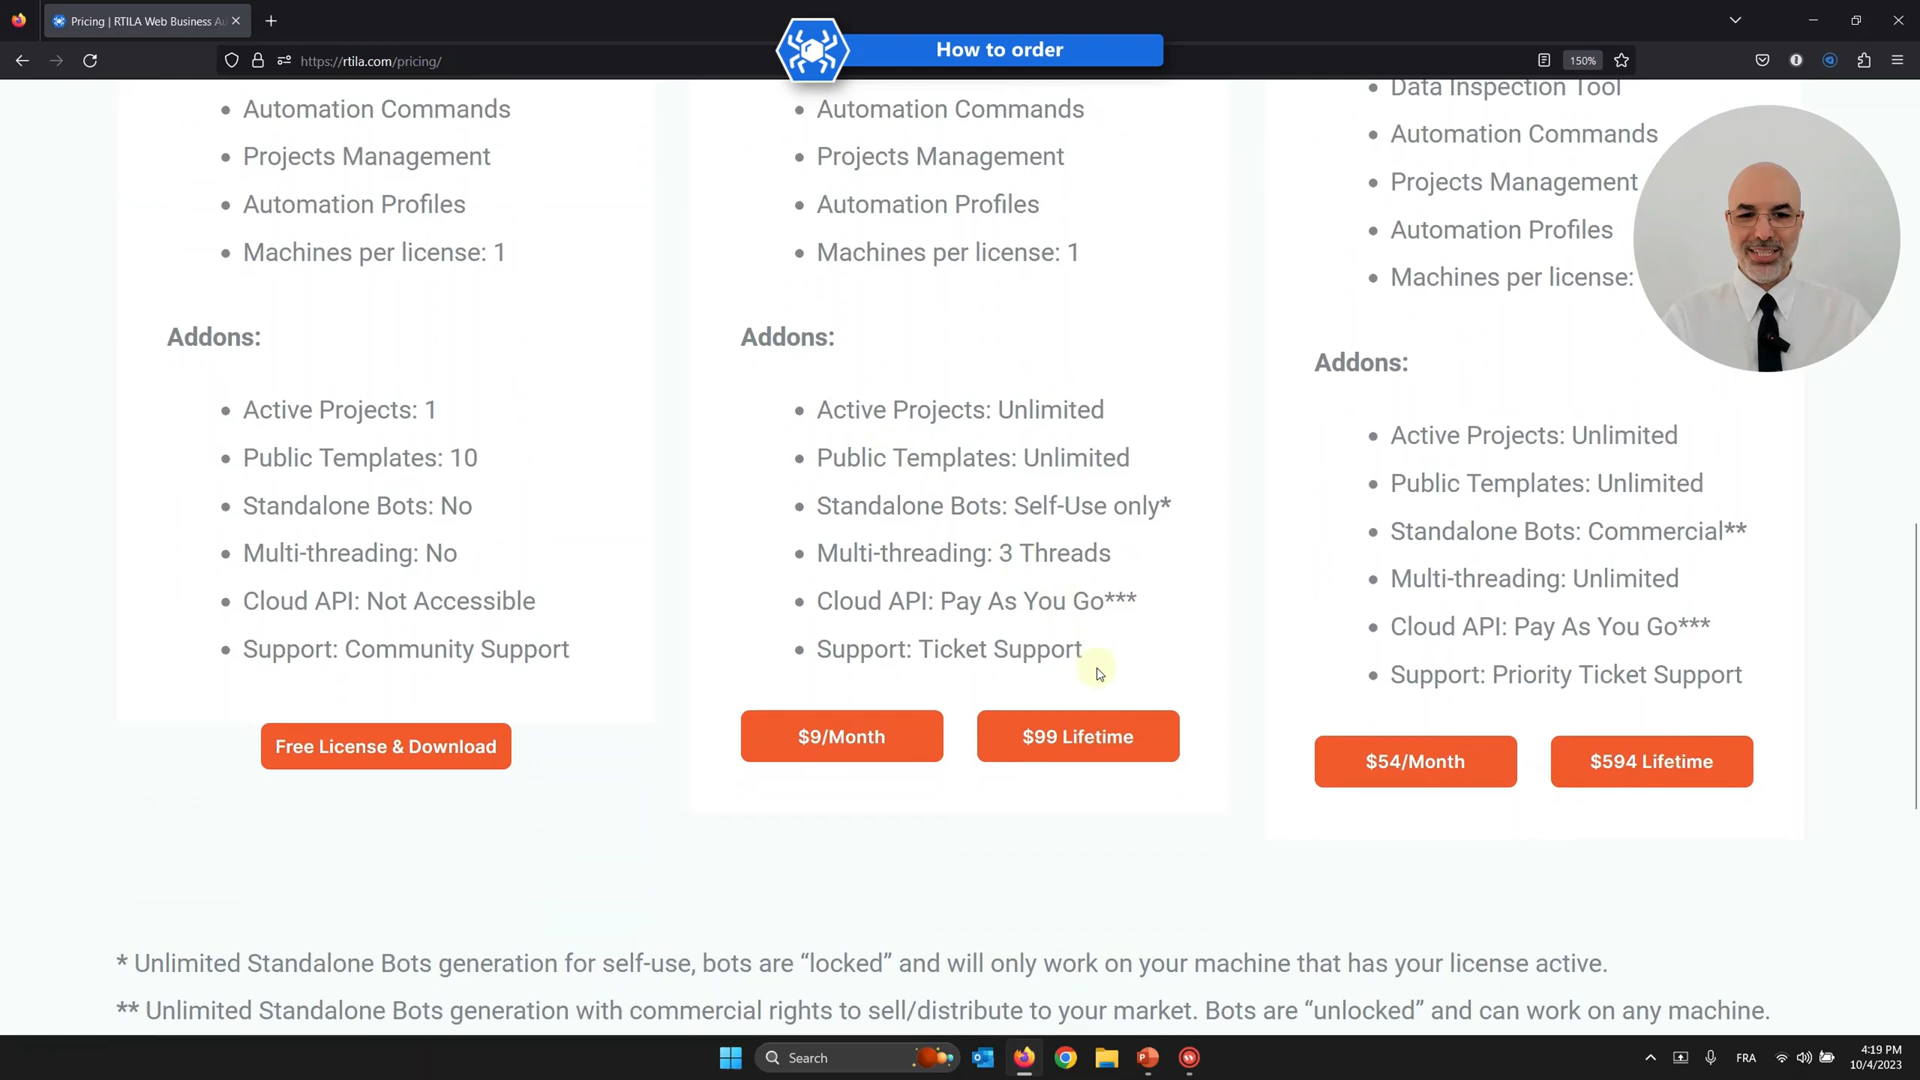 Pricing | RTILA Web Business Au
How to order
https://rtila.com/pricing/
150%
Automation Commands
Projects Management
Automation Profiles
Machines per license: 1
Addons:
Active Projects: 1
Public Templates: 10
Standalone Bots: No
Multi-threading: No
Cloud API: Not Accessible
Support: Community Support
Free License & Download
Automation Commands
Projects Management
Automation Profiles
Machines per license: 1
Addons:
Active Projects: Unlimited
Public Templates: Unlimited
Standalone Bots: Self-Use only*
Multi-threading: 3 Threads
Cloud API: Pay As You Go***
Support: Ticket Support
$9/Month
$99 Lifetime
Data Inspection Tool
Automation Commands
Projects Management
Automation Profiles
Machines per license:
Addons:
Active Projects: Unlimited
Public Templates: Unlimited
Standalone Bots: Commercial**
Multi-threading: Unlimited
Cloud API: Pay As You Go***
Support: Priority Ticket Support
$54/Month
$594 Lifetime
* Unlimited Standalone Bots generation for self-use, bots are “locked” and will only work on your machine that has your license active.
** Unlimited Standalone Bots generation with commercial rights to sell/distribute to your market. Bots are “unlocked” and can work on any machine.
Search
FRA
4:19 PM
10/4/2023